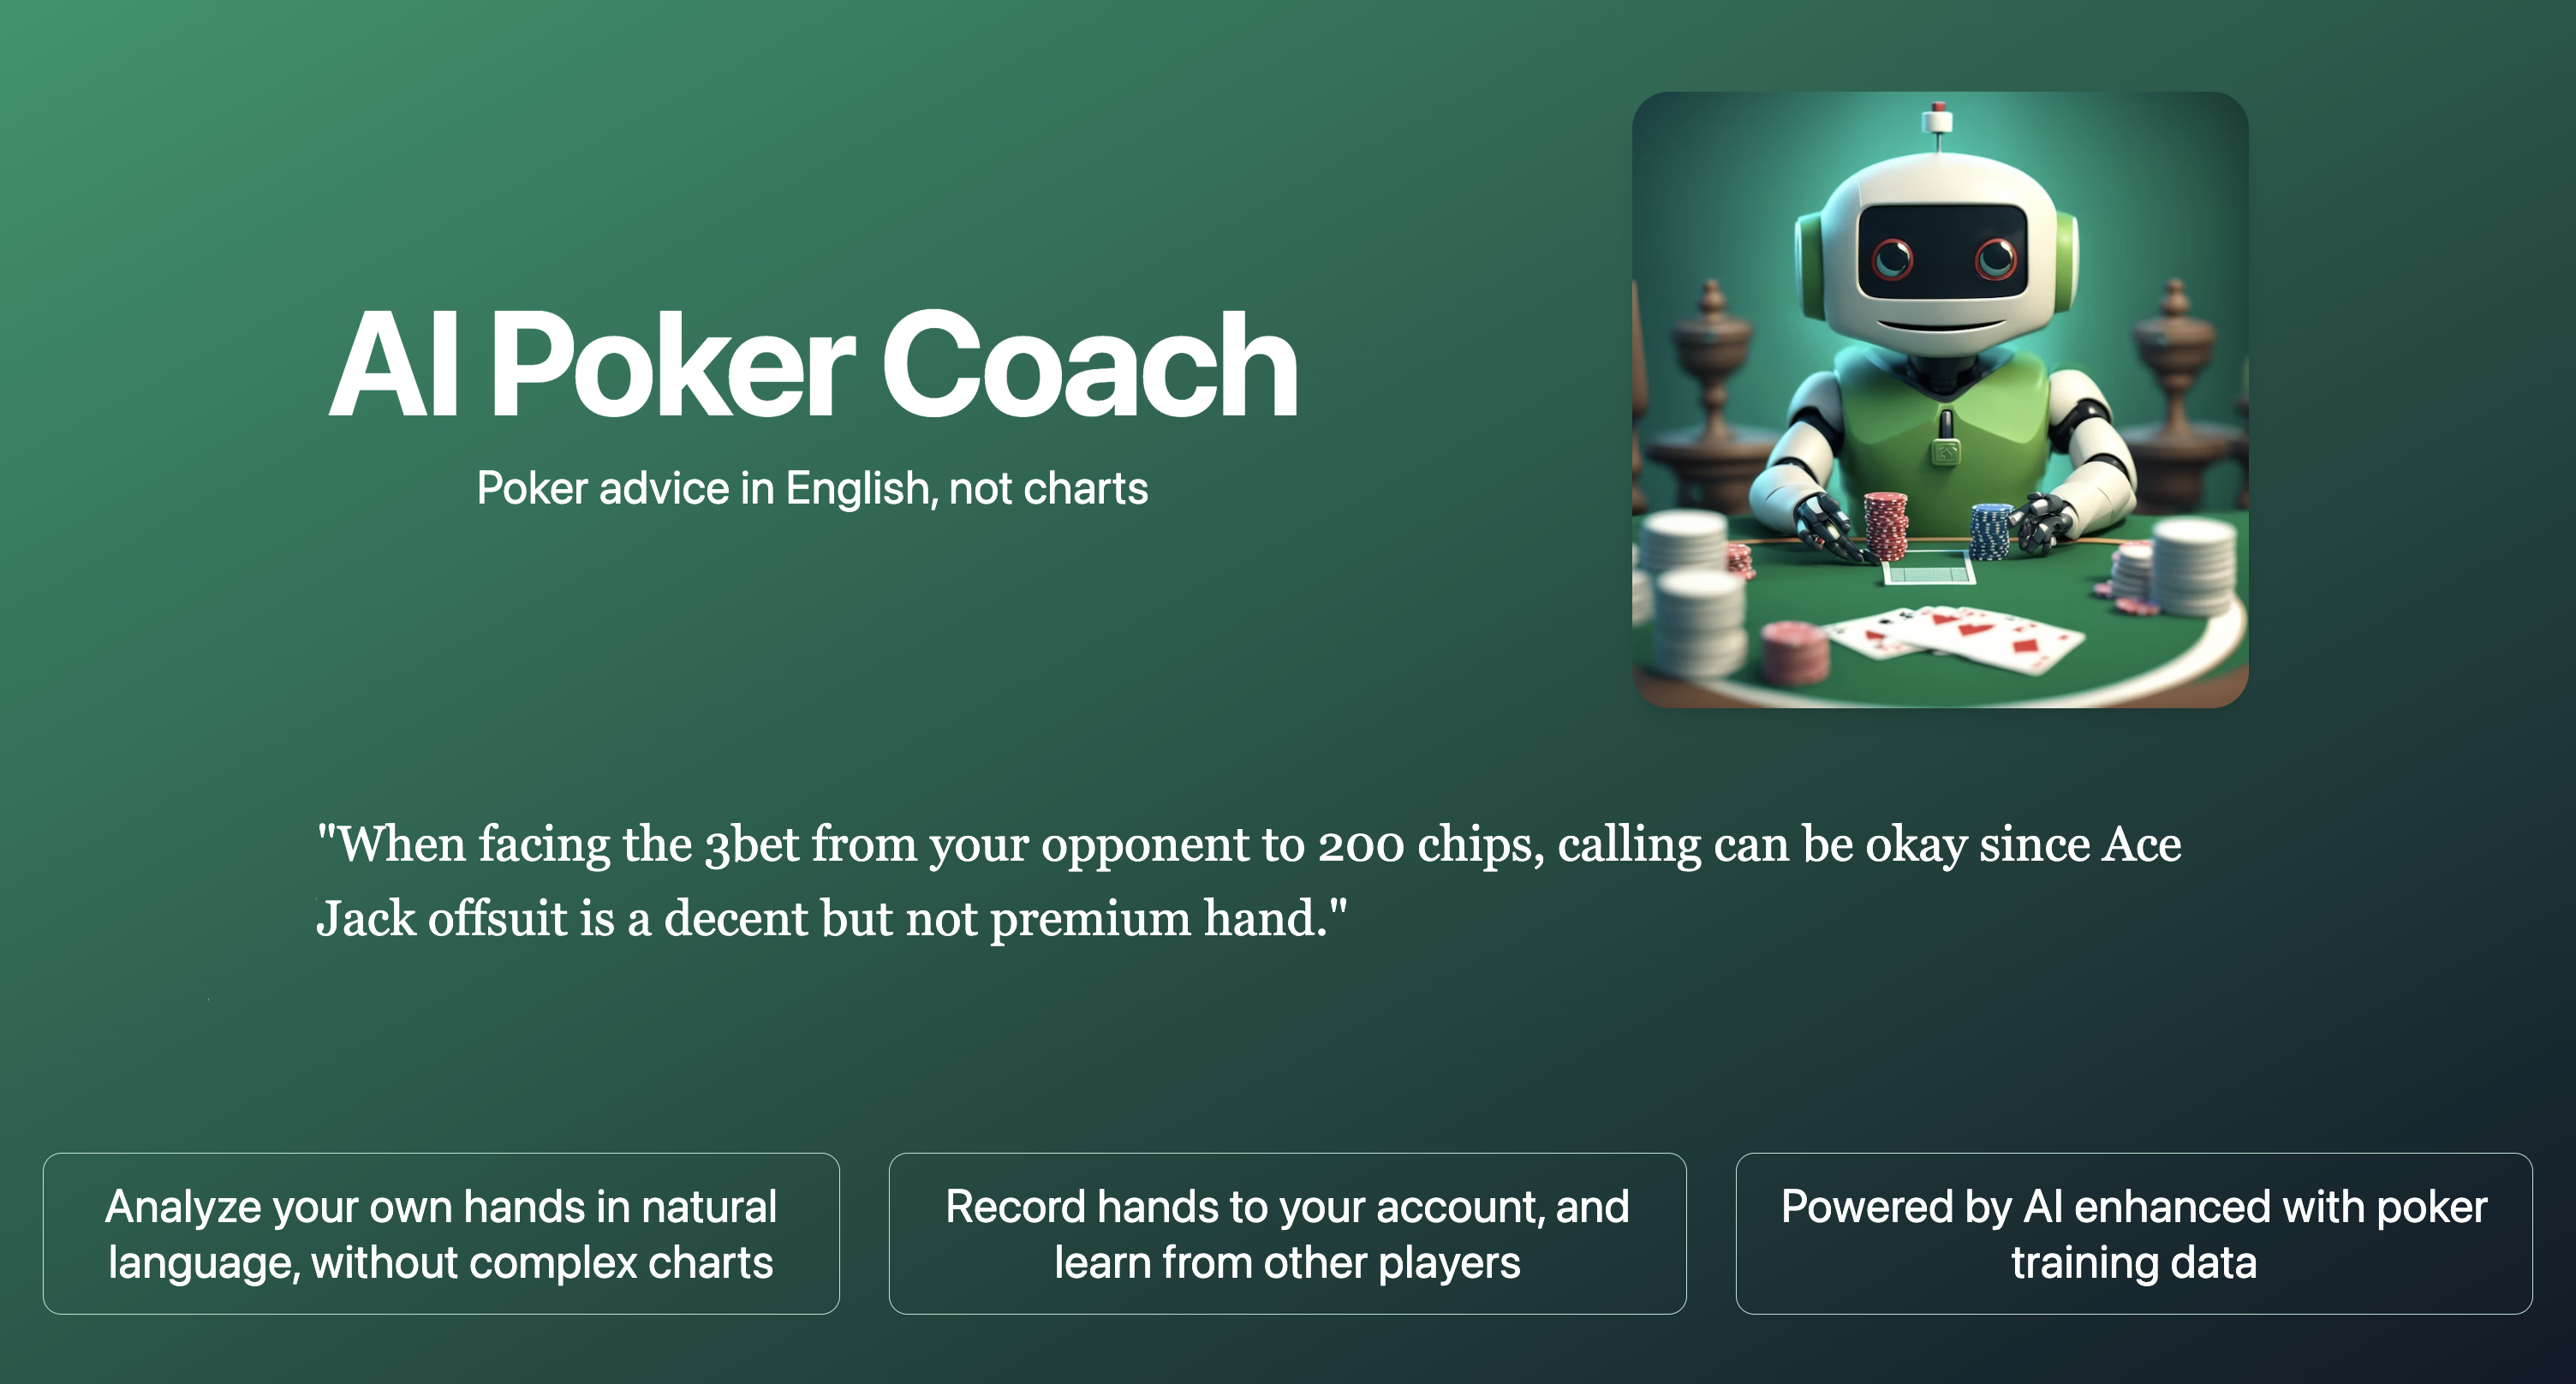 AI Poker Coach
Poker advice in English, not charts
"When facing the 3bet from your opponent to 200 chips, calling can be okay since Ace
Jack offsuit is a decent but not premium hand."
Analyze your own hands in natural
language, without complex charts
Record hands to your account, and
learn from other players
Powered by AI enhanced with poker
training data